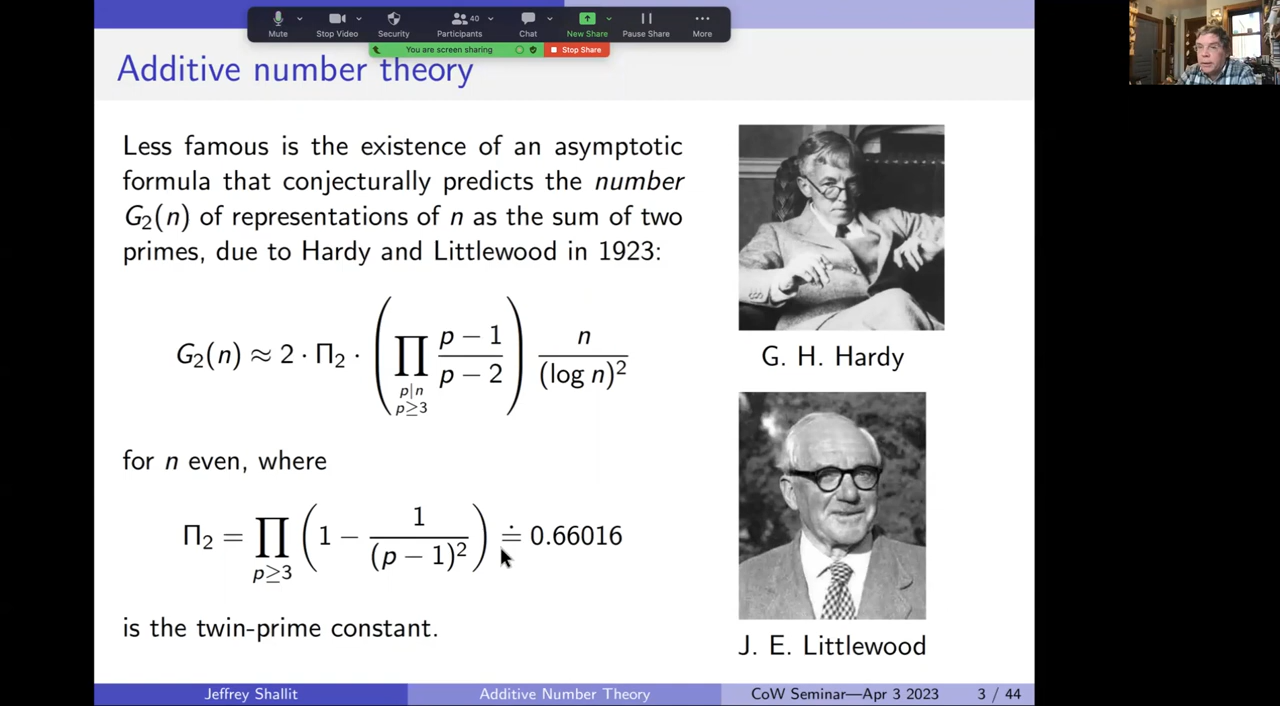 Mute
Stop Video
Security
40
Participants
Chat
New Share
Pause Share
More
You are screen sharing
Stop Share
Additive number theory
Less famous is the existence of an asymptotic
formula that conjecturally predicts the number
G₂(n) of representations of n as the sum of two
primes, due to Hardy and Littlewood in 1923:
G₂(n) ≈ 2 · Π₂ · ( ∏_{p|n, p≥3} (p − 1)/(p − 2) ) n/(log n)²
for n even, where
Π₂ = ∏_{p≥3} ( 1 − 1/(p − 1)² ) ≐ 0.66016
is the twin-prime constant.
G. H. Hardy
J. E. Littlewood
Jeffrey Shallit
Additive Number Theory
CoW Seminar—Apr 3 2023
3 / 44